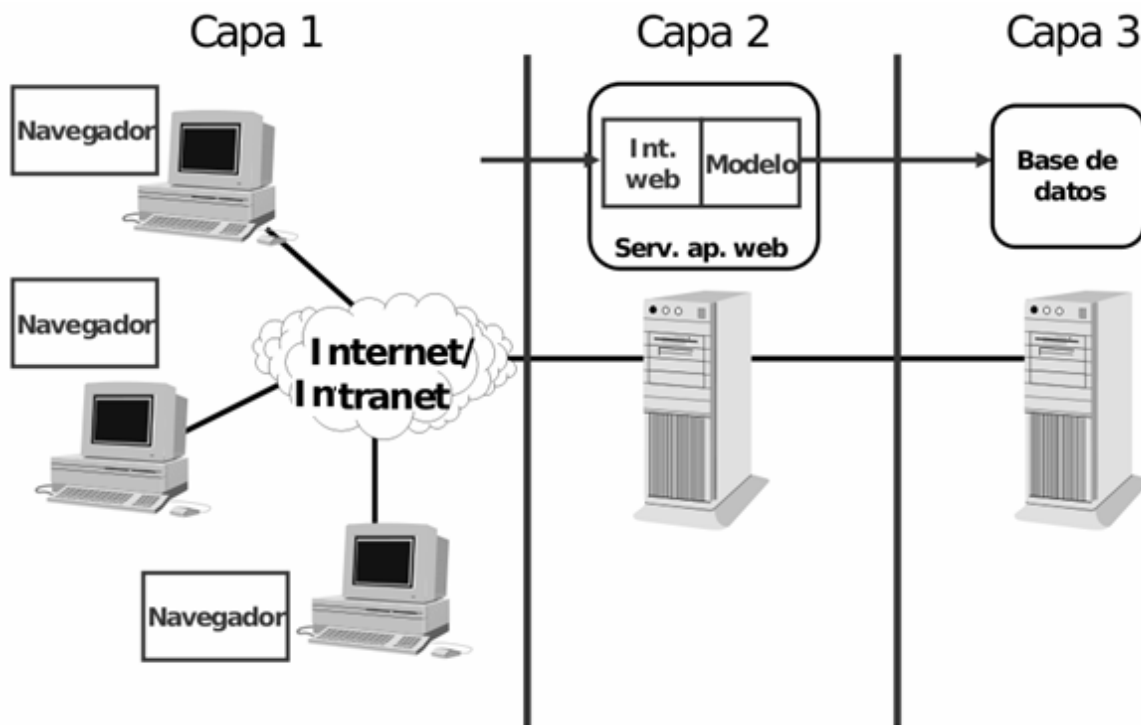 Capa 1
Capa 2
Capa 3
Navegador
Int.
web
Modelo
Serv. ap. web
Base de
datos
Navegador
Internet/
Intranet
Navegador